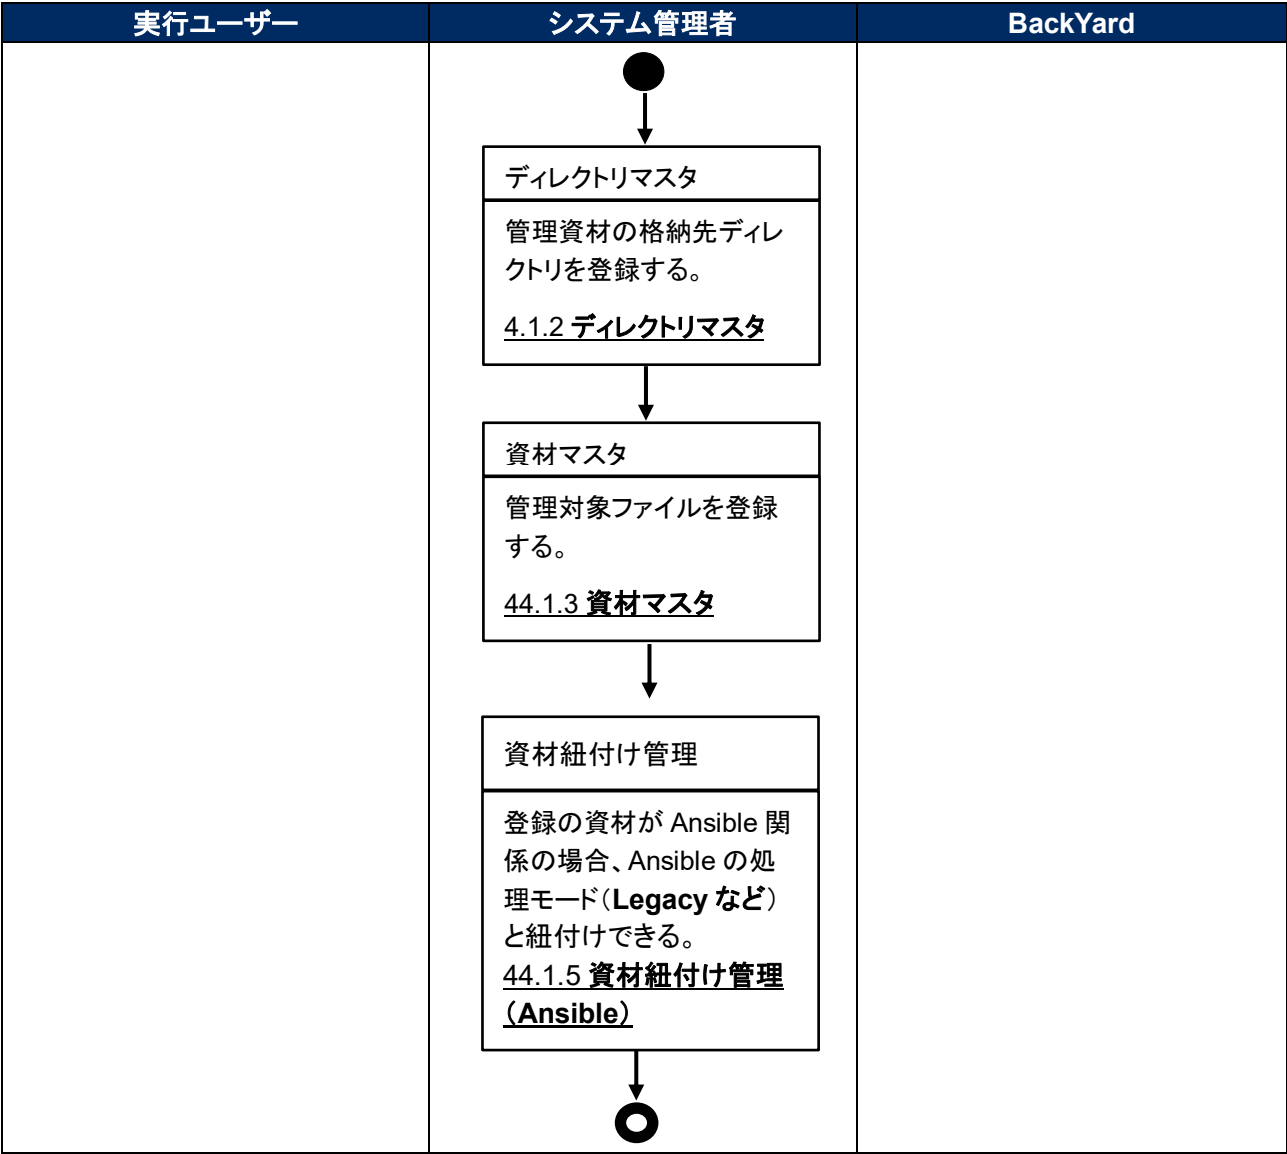 実行ユーザー
システム管理者
BackYard
ディレクトリマスタ
管理資材の格納先ディレ
クトリを登録する。
4.1.2 ディレクトリマスタ
資材マスタ
管理対象ファイルを登録
する。
44.1.3 資材マスタ
資材紐付け管理
登録の資材が Ansible 関
係の場合、Ansible の処
理モード（Legacy など）
と紐付けできる。
44.1.5 資材紐付け管理
（Ansible）